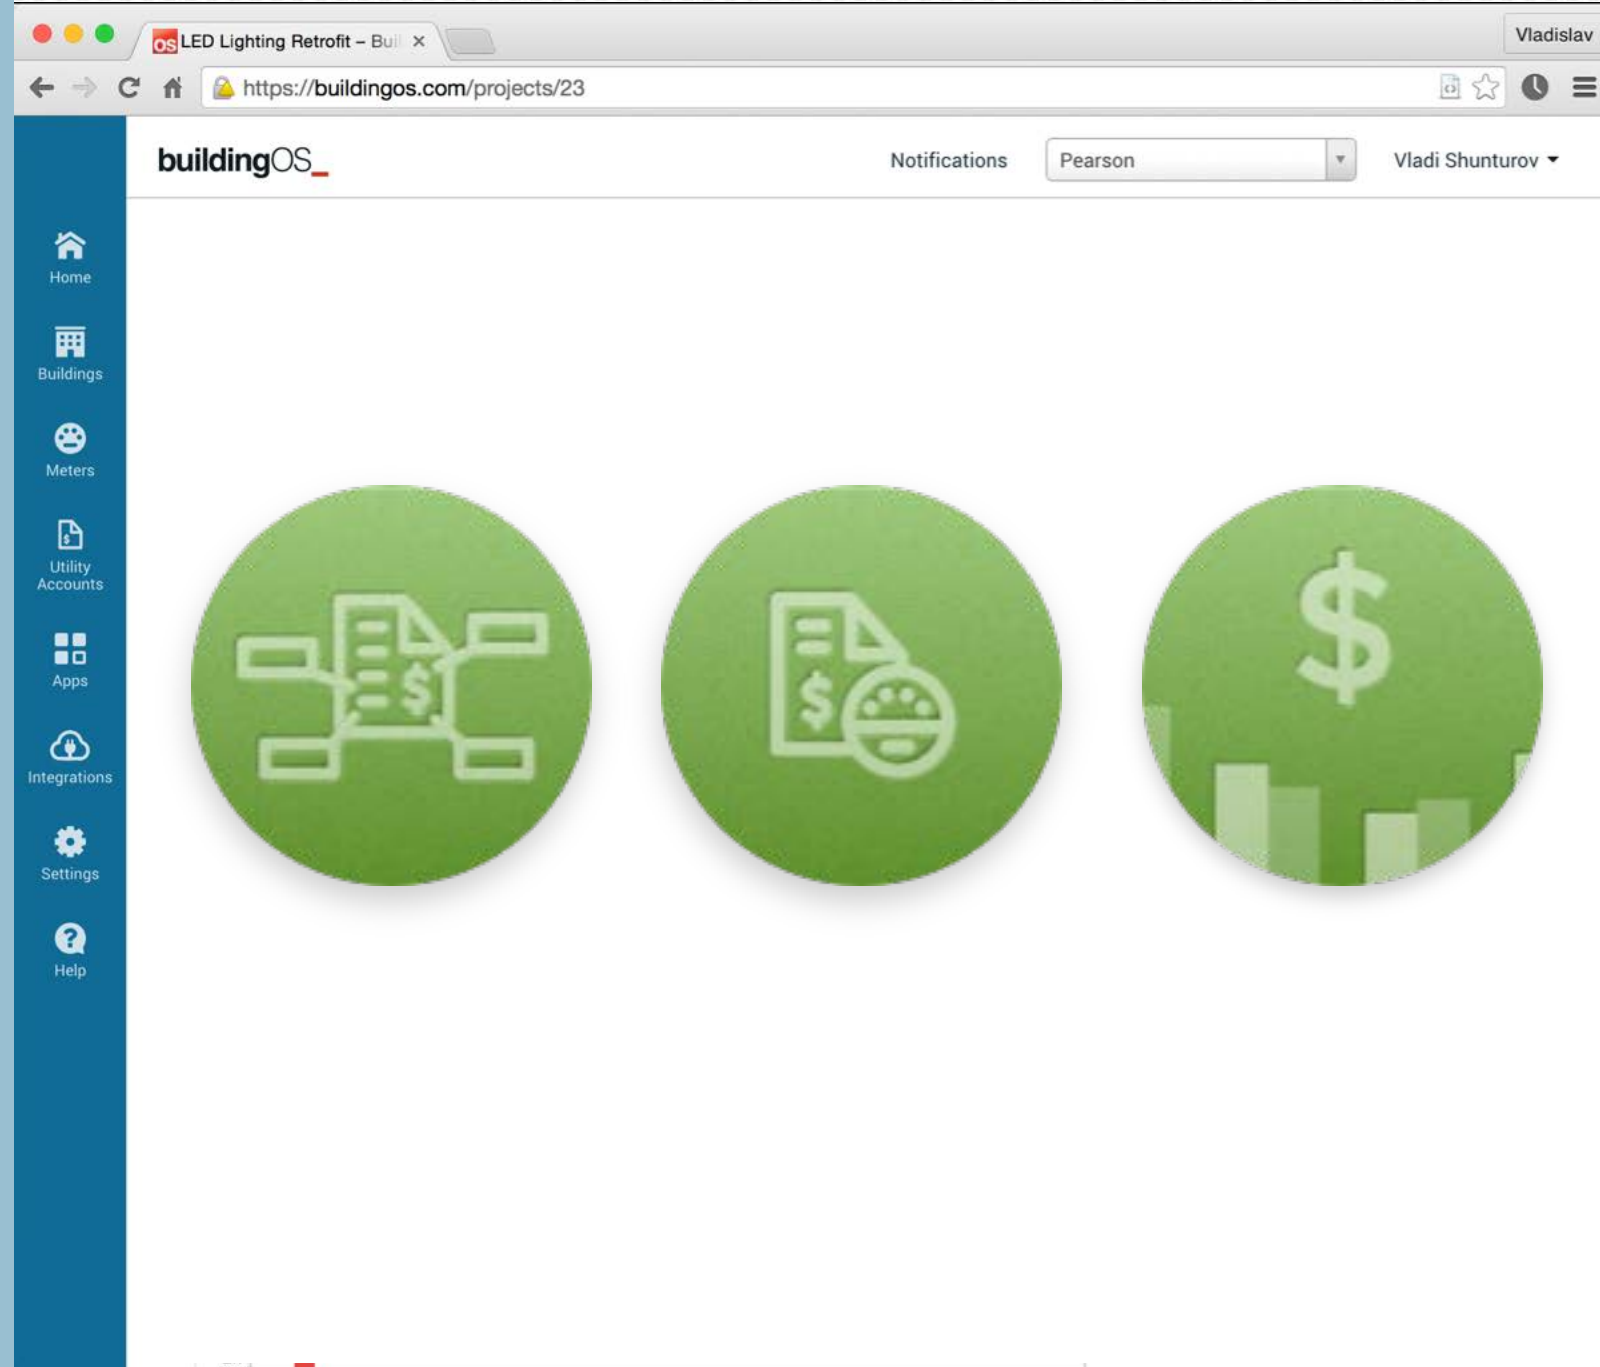 LED Lighting Retrofit – Buil
Vladislav
https://buildingos.com/projects/23
buildingOS_
Notifications
Pearson
Vladi Shunturov
Home
Buildings
Meters
Utility
Accounts
Apps
Integrations
Settings
Help